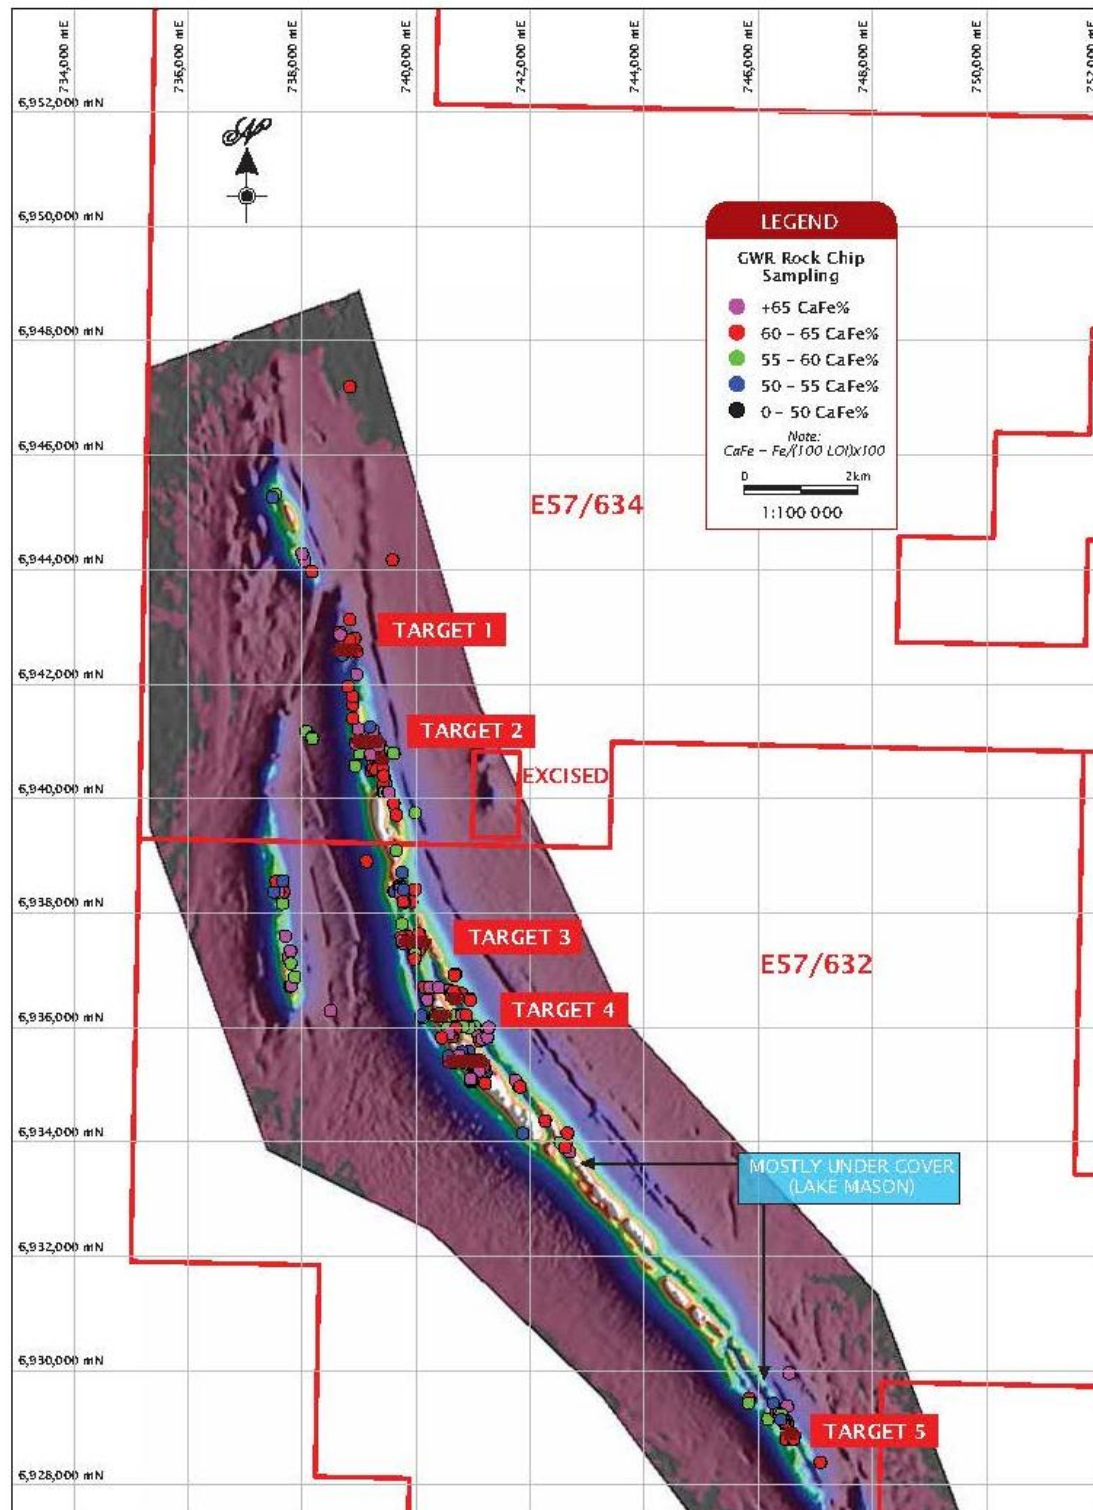 734,000 mE
736,000 mE
738,000 mE
740,000 mE
742,000 mE
744,000 mE
746,000 mE
748,000 mE
750,000 mE
6,952,000 mN
6,950,000 mN
6,948,000 mN
6,946,000 mN
6,944,000 mN
6,942,000 mN
6,940,000 mN
6,938,000 mN
6,936,000 mN
6,934,000 mN
6,932,000 mN
6,930,000 mN
6,928,000 mN
LEGEND
GWR Rock Chip
Sampling
+65 CaFe%
60 – 65 CaFe%
55 – 60 CaFe%
50 – 55 CaFe%
0 – 50 CaFe%
Note:
CaFe – Fe/(100 LOI)x100
0 2km
1:100 000
E57/634
TARGET 1
TARGET 2
EXCISED
TARGET 3
E57/632
TARGET 4
MOSTLY UNDER COVER
(LAKE MASON)
TARGET 5